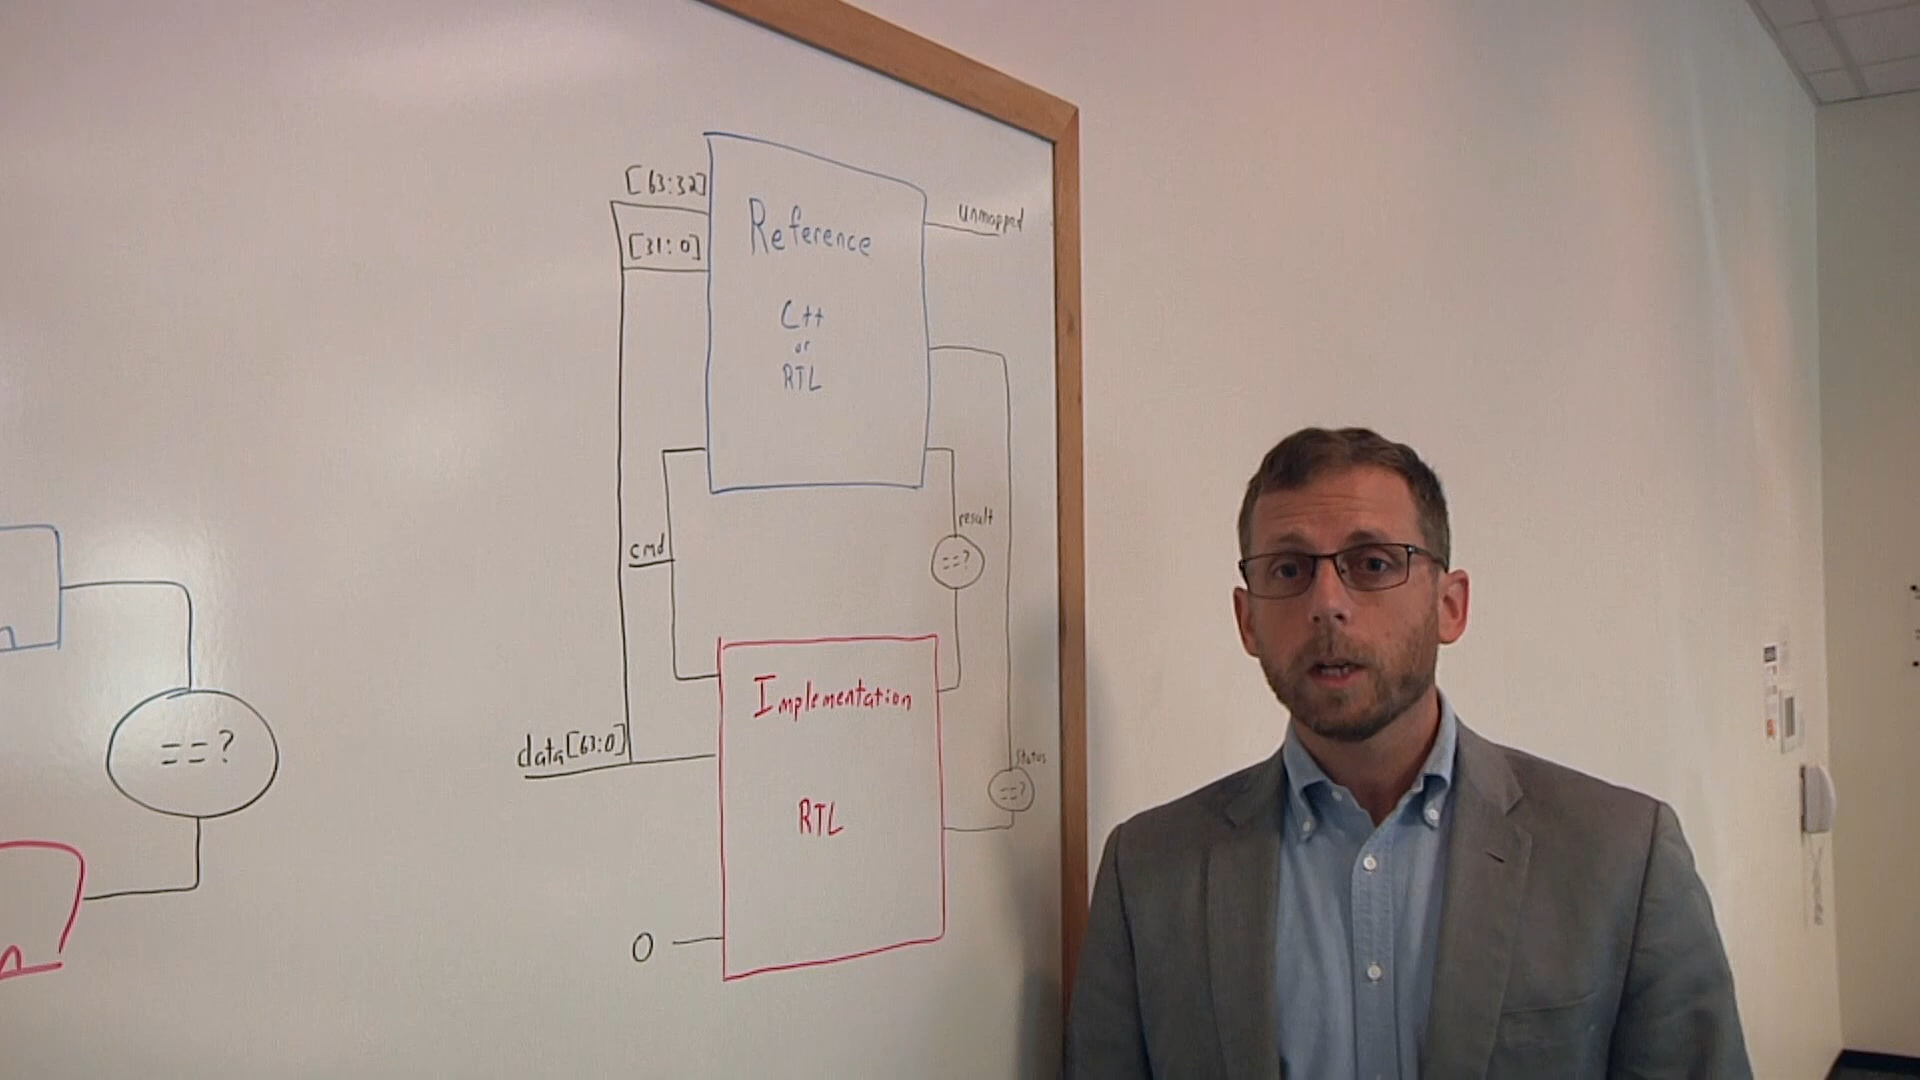 [63:32]
unmapped
[31:0]
Reference
C++
or
RTL
result
==?
cmd
Implementation
data[63:0]
==?
status
==?
RTL
0